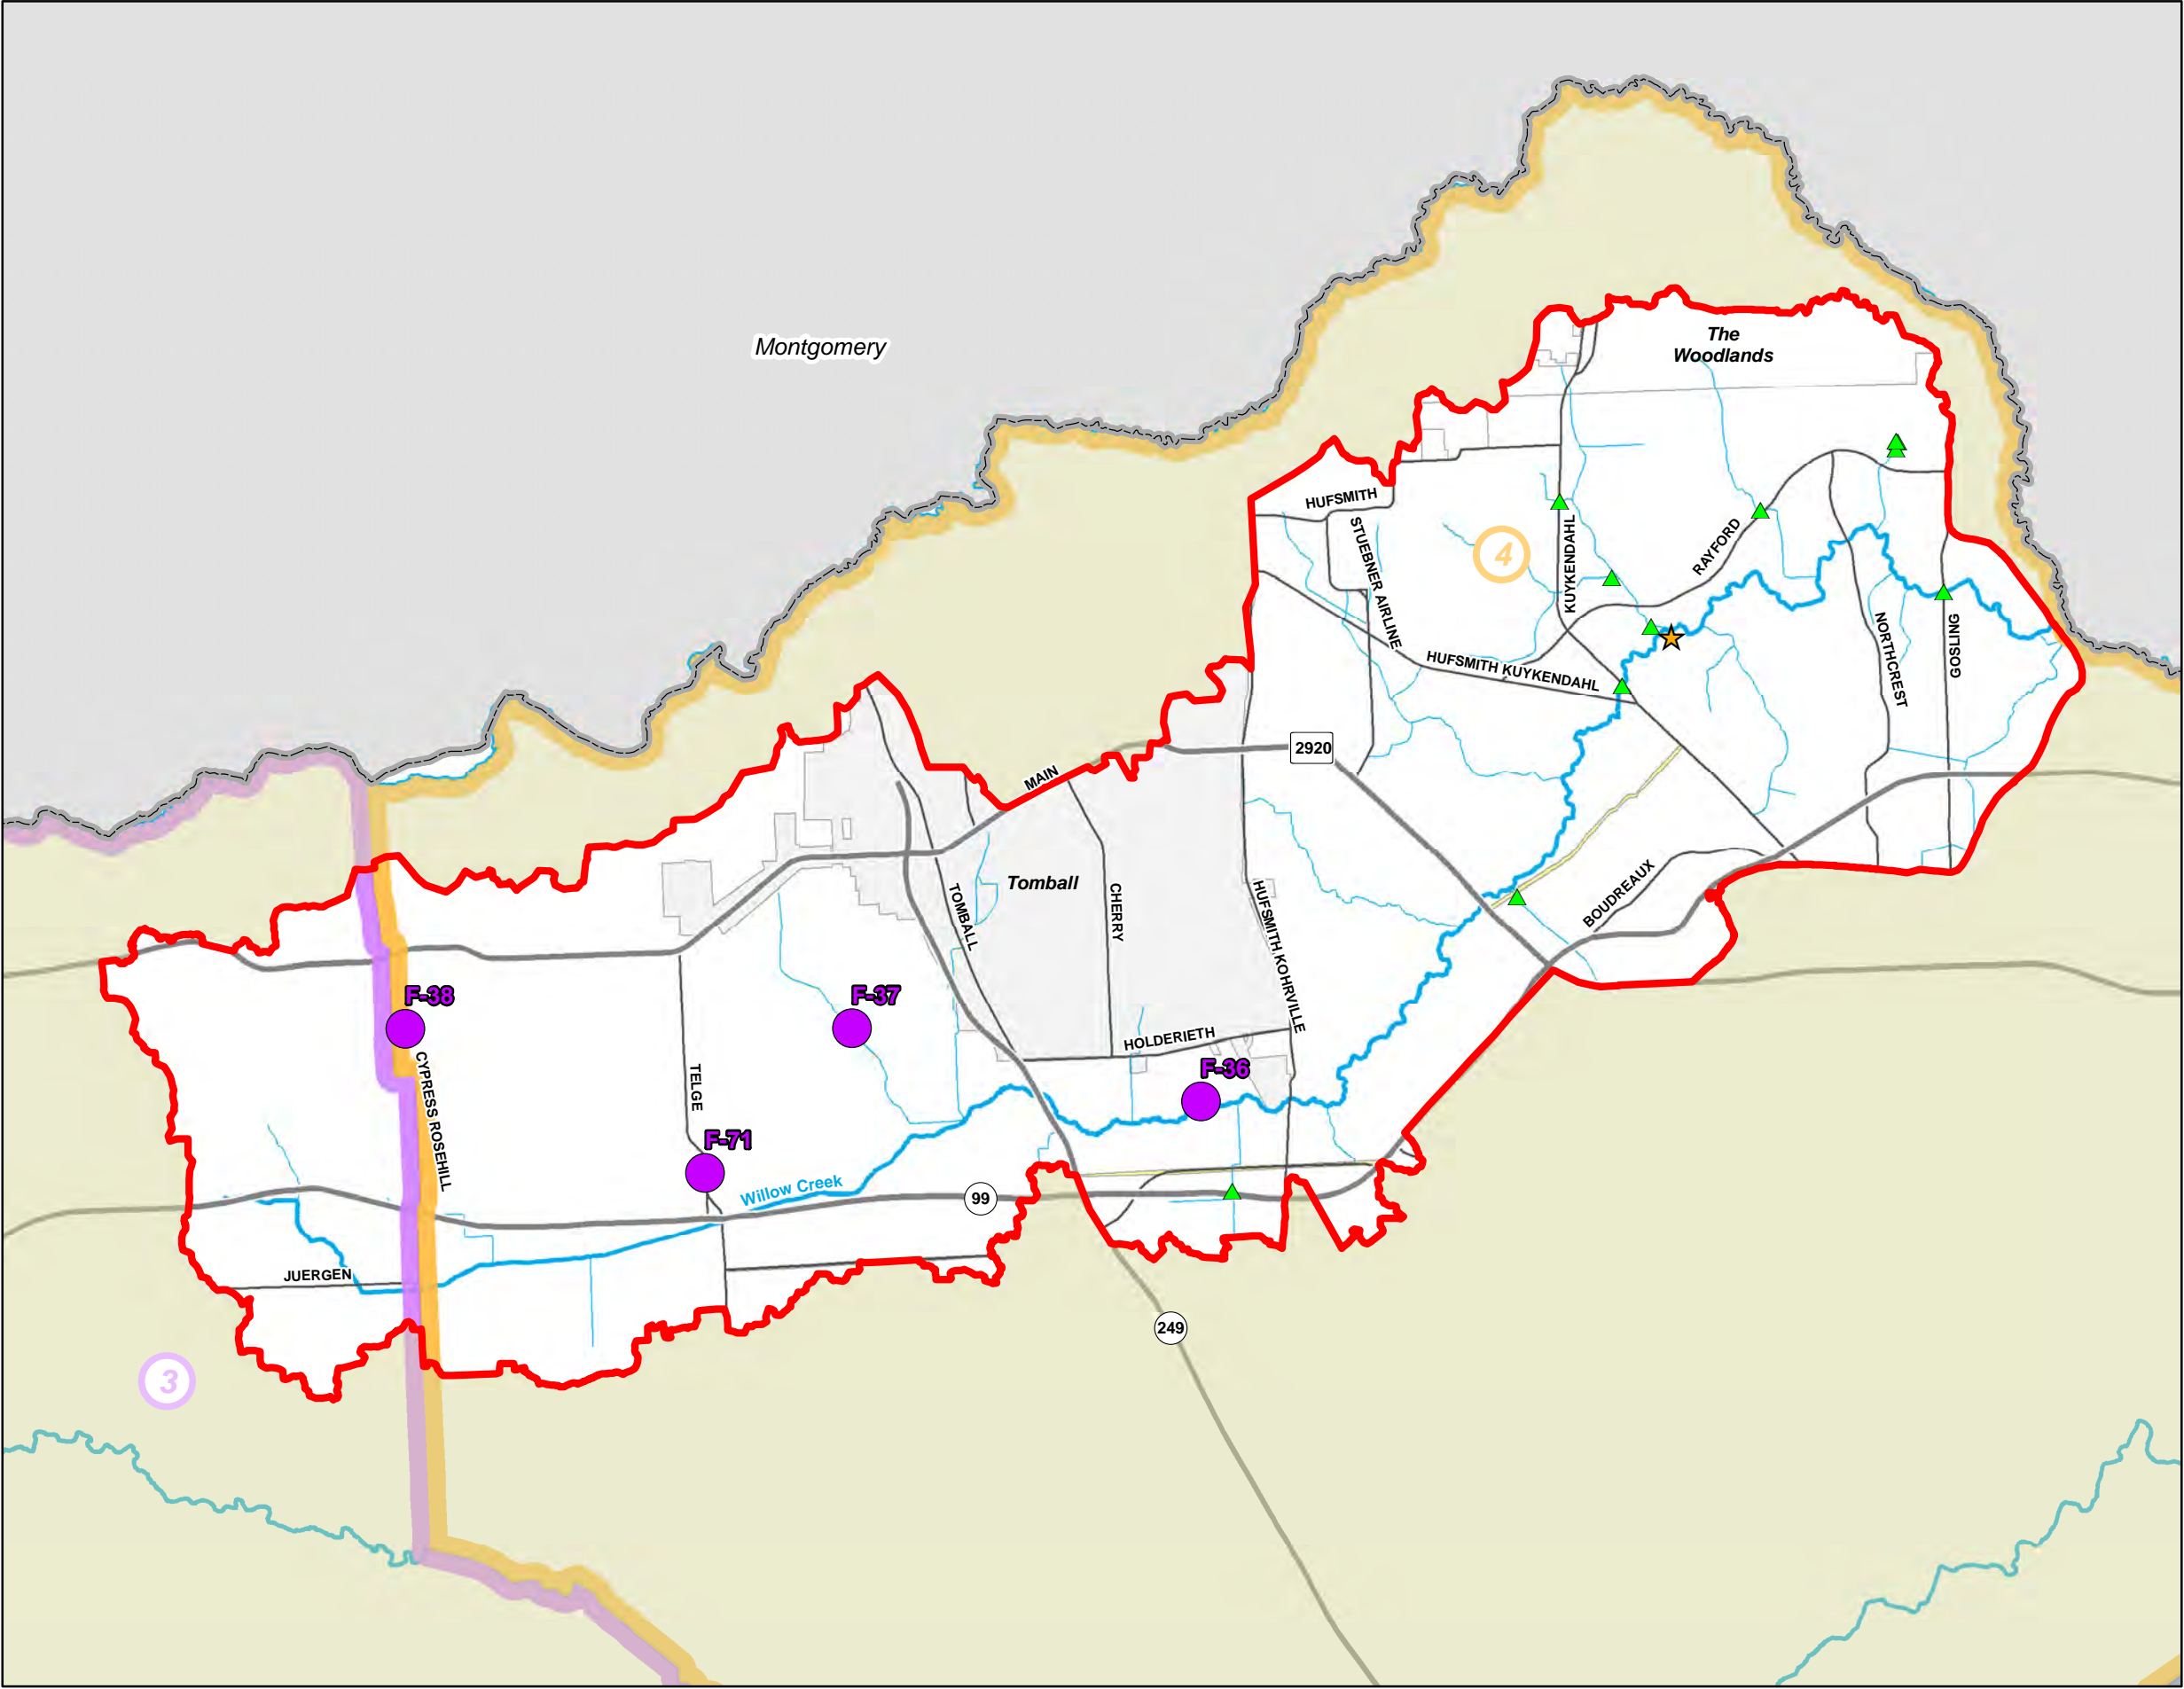 The
Woodlands
Montgomery
HUFSMITH
STUEBNER AIRLINE
KUYKENDAHL
4
RAYFORD
NORTHCREST
GOSLING
HUFSMITH KUYKENDAHL
2920
MAIN
TOMBALL
Tomball
CHERRY
HUFSMITH KOHRVILLE
BOUDREAUX
F-38
F-37
HOLDERIETH
F-36
CYPRESS ROSEHILL
TELGE
F-71
Willow Creek
99
JUERGEN
249
3